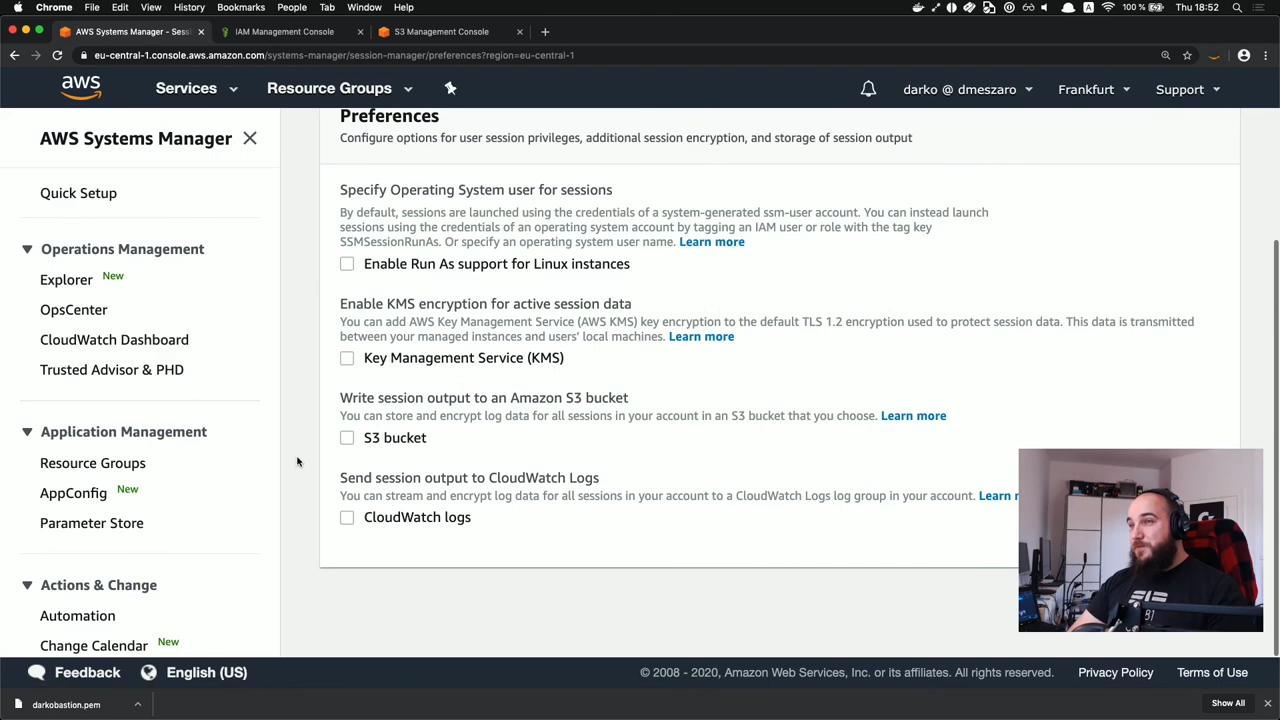 Chrome File Edit View History Bookmarks People Tab Window Help 100 % Thu 18:52
AWS Systems Manager - Sessi IAM Management Console S3 Management Console
eu-central-1.console.aws.amazon.com/systems-manager/session-manager/preferences?region=eu-central-1
aws Services Resource Groups darko @ dmeszaro Frankfurt Support
AWS Systems Manager
Quick Setup
Operations Management
Explorer New
OpsCenter
CloudWatch Dashboard
Trusted Advisor & PHD
Application Management
Resource Groups
AppConfig New
Parameter Store
Actions & Change
Automation
Change Calendar New
Preferences
Configure options for user session privileges, additional session encryption, and storage of session output
Specify Operating System user for sessions
By default, sessions are launched using the credentials of a system-generated ssm-user account. You can instead launch
sessions using the credentials of an operating system account by tagging an IAM user or role with the tag key
SSMSessionRunAs. Or specify an operating system user name. Learn more
Enable Run As support for Linux instances
Enable KMS encryption for active session data
You can add AWS Key Management Service (AWS KMS) key encryption to the default TLS 1.2 encryption used to protect session data. This data is transmitted
between your managed instances and users' local machines. Learn more
Key Management Service (KMS)
Write session output to an Amazon S3 bucket
You can store and encrypt log data for all sessions in your account in an S3 bucket that you choose. Learn more
S3 bucket
Send session output to CloudWatch Logs
You can stream and encrypt log data for all sessions in your account to a CloudWatch Logs log group in your account. Learn
CloudWatch logs
Feedback English (US) © 2008 - 2020, Amazon Web Services, Inc. or its affiliates. All rights reserved. Privacy Policy Terms of Use
darkobastion.pem Show All